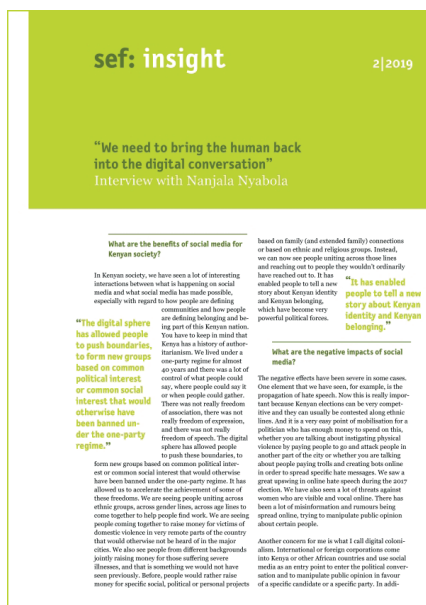 sef: insight
2|2019
“We need to bring the human back
into the digital conversation”
Interview with Nanjala Nyabola
What are the benefits of social media for
Kenyan society?
In Kenyan society, we have seen a lot of interesting
interactions between what is happening on social
media and what social media has made possible,
especially with regard to how people are defining
communities and how people
are defining belonging and be-
ing part of this Kenyan nation.
You have to keep in mind that
Kenya has a history of author-
itarianism. We lived under a
one-party regime for almost
40 years and there was a lot of
control of what people could
say, where people could say it
or when people could gather.
There was not really freedom
of association, there was not
really freedom of expression,
and there was not really
freedom of speech. The digital
sphere has allowed people
to push these boundaries, to
form new groups based on common political inter-
est or common social interest that would otherwise
have been banned under the one-party regime. It has
allowed us to accelerate the achievement of some of
these freedoms. We are seeing people uniting across
ethnic groups, across gender lines, across age lines to
come together to help people find work. We are seeing
people coming together to raise money for victims of
domestic violence in very remote parts of the country
that would otherwise not be heard of in the major
cities. We also see people from different backgrounds
jointly raising money for those suffering severe
illnesses, and that is something we would not have
seen previously. Before, people would rather raise
money for specific social, political or personal projects
“The digital sphere
has allowed people
to push boundaries,
to form new groups
based on common
political interest
or common social
interest that would
otherwise have
been banned un-
der the one-party
regime.”
based on family (and extended family) connections
or based on ethnic and religious groups. Instead,
we can now see people uniting across those lines
and reaching out to people they wouldn’t ordinarily
have reached out to. It has
enabled people to tell a new
story about Kenyan identity
and Kenyan belonging,
which have become very
powerful political forces.
“It has enabled
people to tell a new
story about Kenyan
identity and Kenyan
belonging.”
What are the negative impacts of social
media?
The negative effects have been severe in some cases.
One element that we have seen, for example, is the
propagation of hate speech. Now this is really impor-
tant because Kenyan elections can be very compet-
itive and they can usually be contested along ethnic
lines. And it is a very easy point of mobilisation for a
politician who has enough money to spend on this,
whether you are talking about instigating physical
violence by paying people to go and attack people in
another part of the city or whether you are talking
about people paying trolls and creating bots online
in order to spread specific hate messages. We saw a
great upswing in online hate speech during the 2017
election. We have also seen a lot of threats against
women who are visible and vocal online. There has
been a lot of misinformation and rumours being
spread online, trying to manipulate public opinion
about certain people.
Another concern for me is what I call digital coloni-
alism. International or foreign corporations come
into Kenya or other African countries and use social
media as an entry point to enter the political conver-
sation and to manipulate public opinion in favour
of a specific candidate or a specific party. In addi-